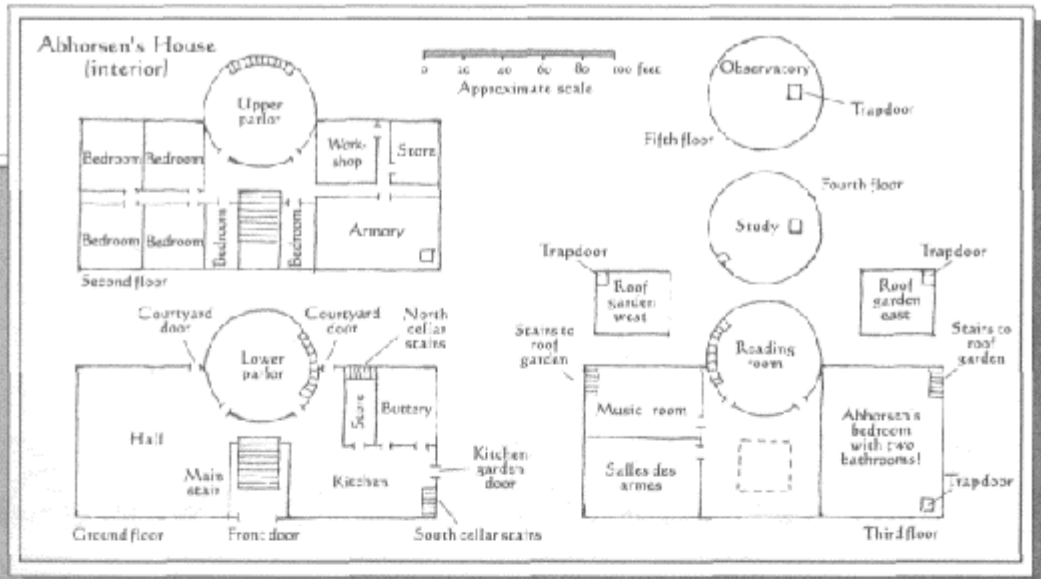 Abhorsen's House
(interior)
0 20 40 60 80 100 feet
Approximate scale
Upper
parlor
Bedroom
Bedroom
Work-
shop
Store
Bedroom
Bedroom
Bedroom
Bedroom
Armory
Second floor
Observatory
Trapdoor
Fifth floor
Fourth floor
Study
Trapdoor
Roof
garden
west
Trapdoor
Roof
garden
east
Courtyard
door
Courtyard
door
North
cellar
stairs
Lower
parlor
Store
Buttery
Hall
Main
stair
Kitchen
Kitchen
garden
door
Ground floor
Front door
South cellar stairs
Stairs to
roof
garden
Reading
room
Stairs to
roof
garden
Music room
Salles des
armes
Abhorsen's
bedroom
with two
bathrooms!
Trapdoor
Third floor